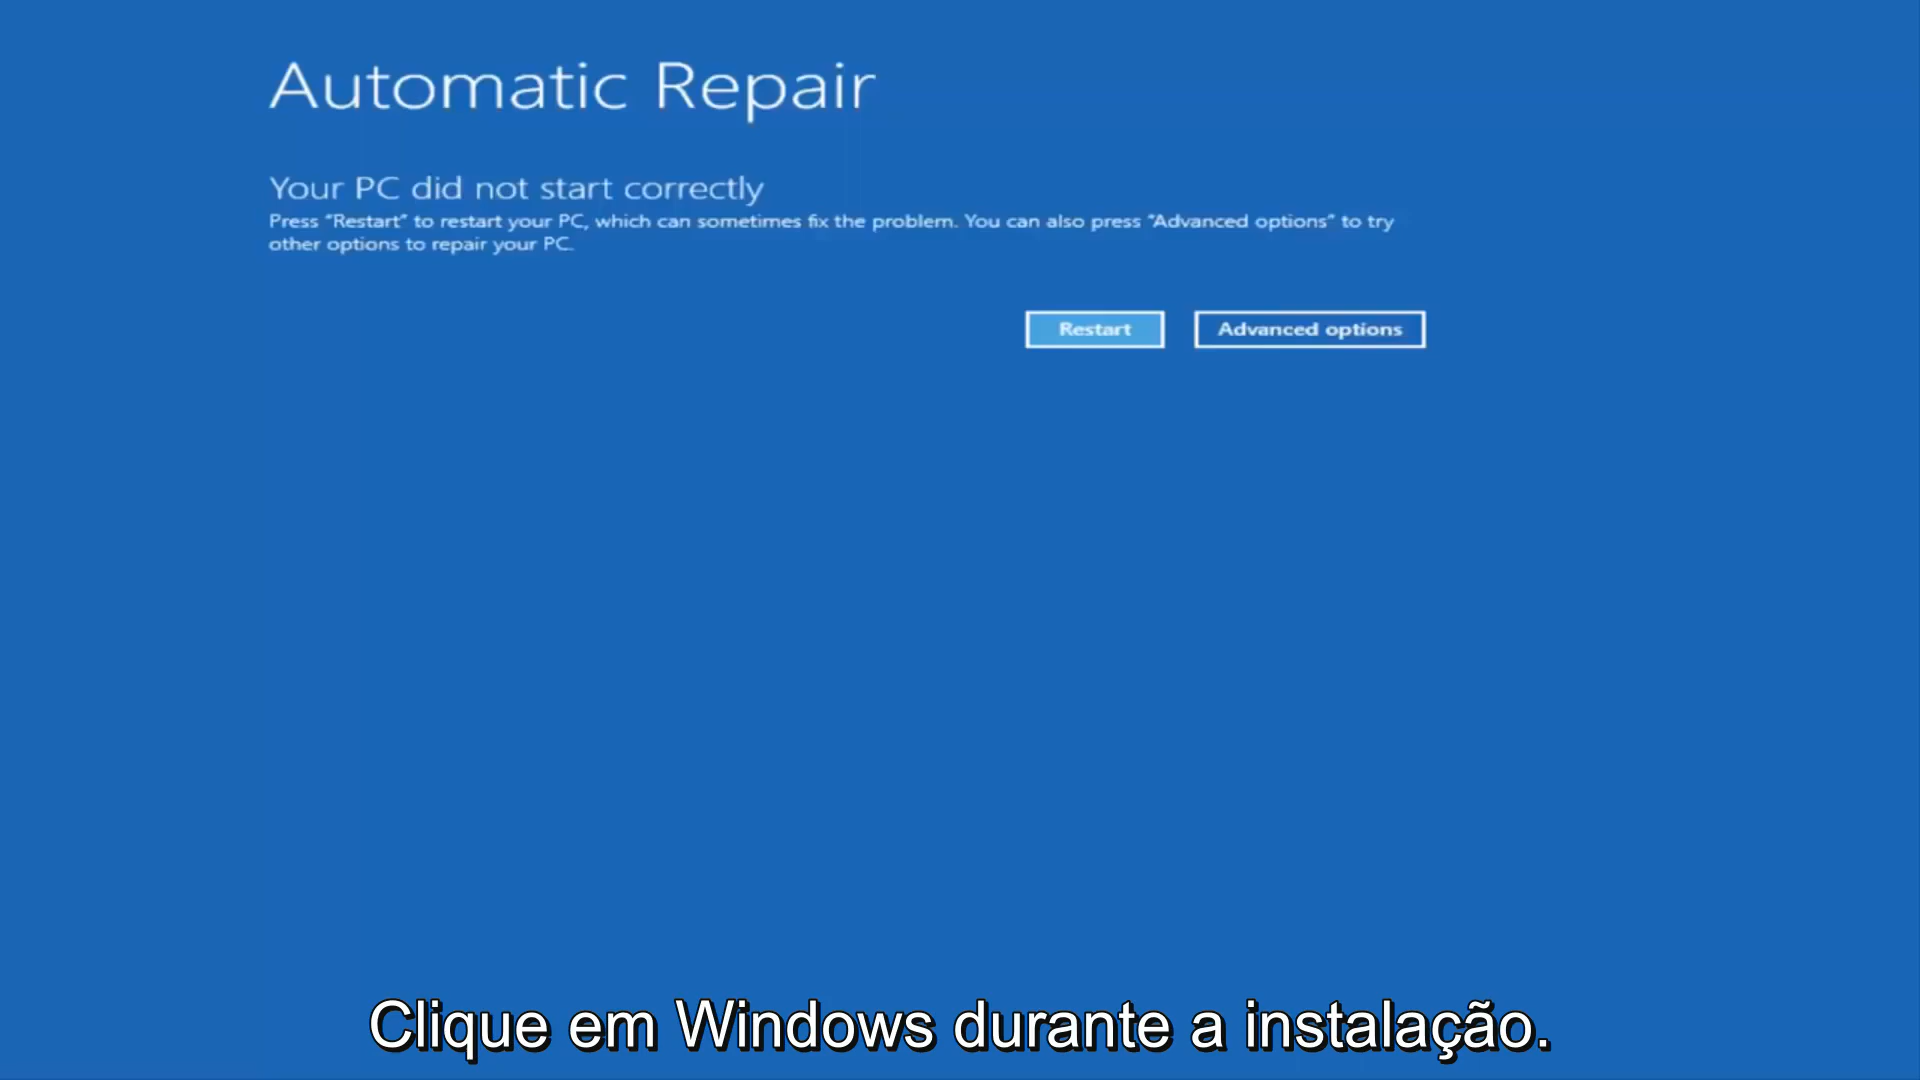 Automatic Repair
Your PC did not start correctly
Press “Restart” to restart your PC, which can sometimes fix the problem. You can also press “Advanced options” to try
other options to repair your PC.
Restart
Advanced options
Clique em Windows durante a instalação.